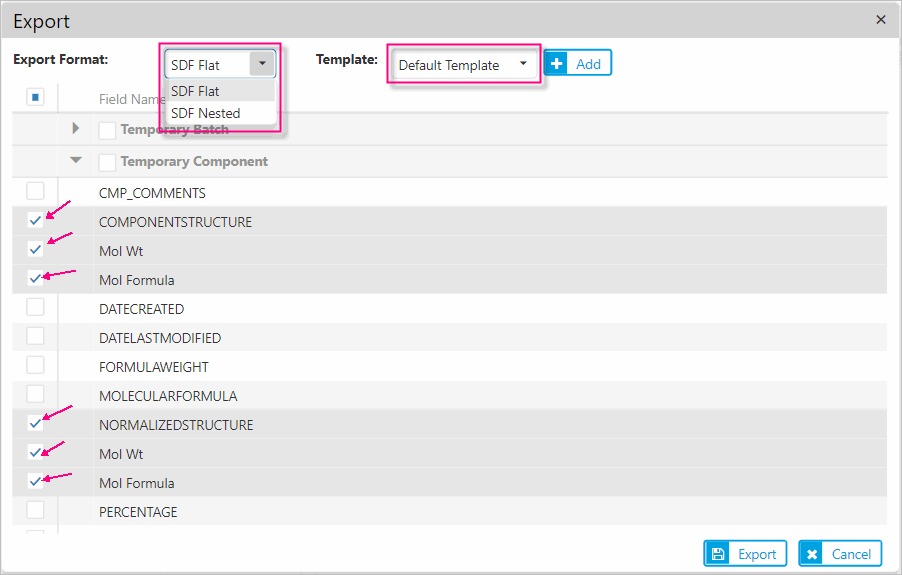 Export
Export Format:
SDF Flat
Template:
Default Template
Add
SDF Flat
SDF Nested
Field Name
Temporary Batch
Temporary Component
CMP_COMMENTS
COMPONENTSTRUCTURE
Mol Wt
Mol Formula
DATECREATED
DATELASTMODIFIED
FORMULAWEIGHT
MOLECULARFORMULA
NORMALIZEDSTRUCTURE
Mol Wt
Mol Formula
PERCENTAGE
Export
Cancel